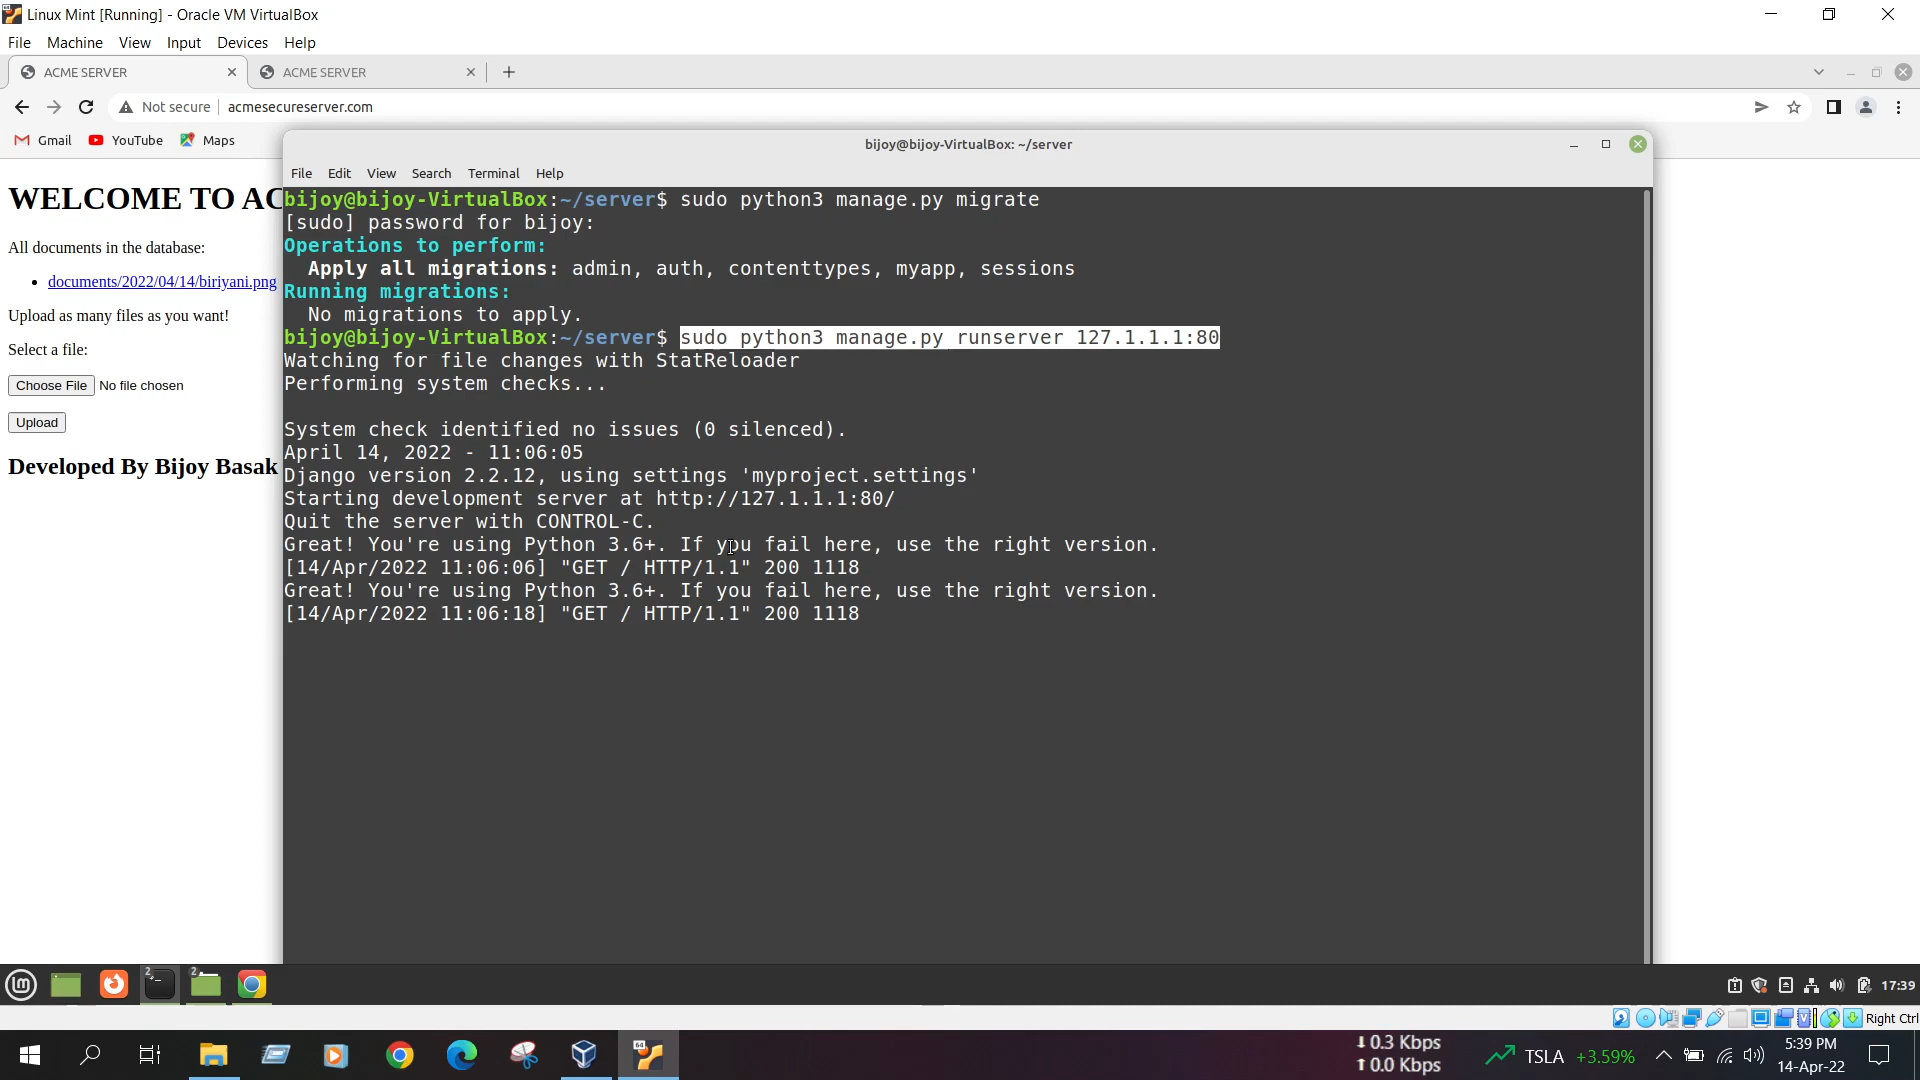 Linux Mint [Running] - Oracle VM VirtualBox
File Machine View Input Devices Help
ACME SERVER
ACME SERVER
Not secure acmesecureserver.com
Gmail YouTube Maps
bijoy@bijoy-VirtualBox: ~/server
File Edit View Search Terminal Help
WELCOME TO AC
All documents in the database:
documents/2022/04/14/biriyani.png
Upload as many files as you want!
Select a file:
Choose File No file chosen
Upload
Developed By Bijoy Basak
bijoy@bijoy-VirtualBox:~/server$ sudo python3 manage.py migrate
[sudo] password for bijoy:
Operations to perform:
Apply all migrations: admin, auth, contenttypes, myapp, sessions
Running migrations:
No migrations to apply.
bijoy@bijoy-VirtualBox:~/server$ sudo python3 manage.py runserver 127.1.1.1:80
Watching for file changes with StatReloader
Performing system checks...
System check identified no issues (0 silenced).
April 14, 2022 - 11:06:05
Django version 2.2.12, using settings 'myproject.settings'
Starting development server at http://127.1.1.1:80/
Quit the server with CONTROL-C.
Great! You're using Python 3.6+. If you fail here, use the right version.
[14/Apr/2022 11:06:06] "GET / HTTP/1.1" 200 1118
Great! You're using Python 3.6+. If you fail here, use the right version.
[14/Apr/2022 11:06:18] "GET / HTTP/1.1" 200 1118
2 2 17:39
Right Ctrl
0.3 Kbps
0.0 Kbps
TSLA +3.59%
5:39 PM
14-Apr-22